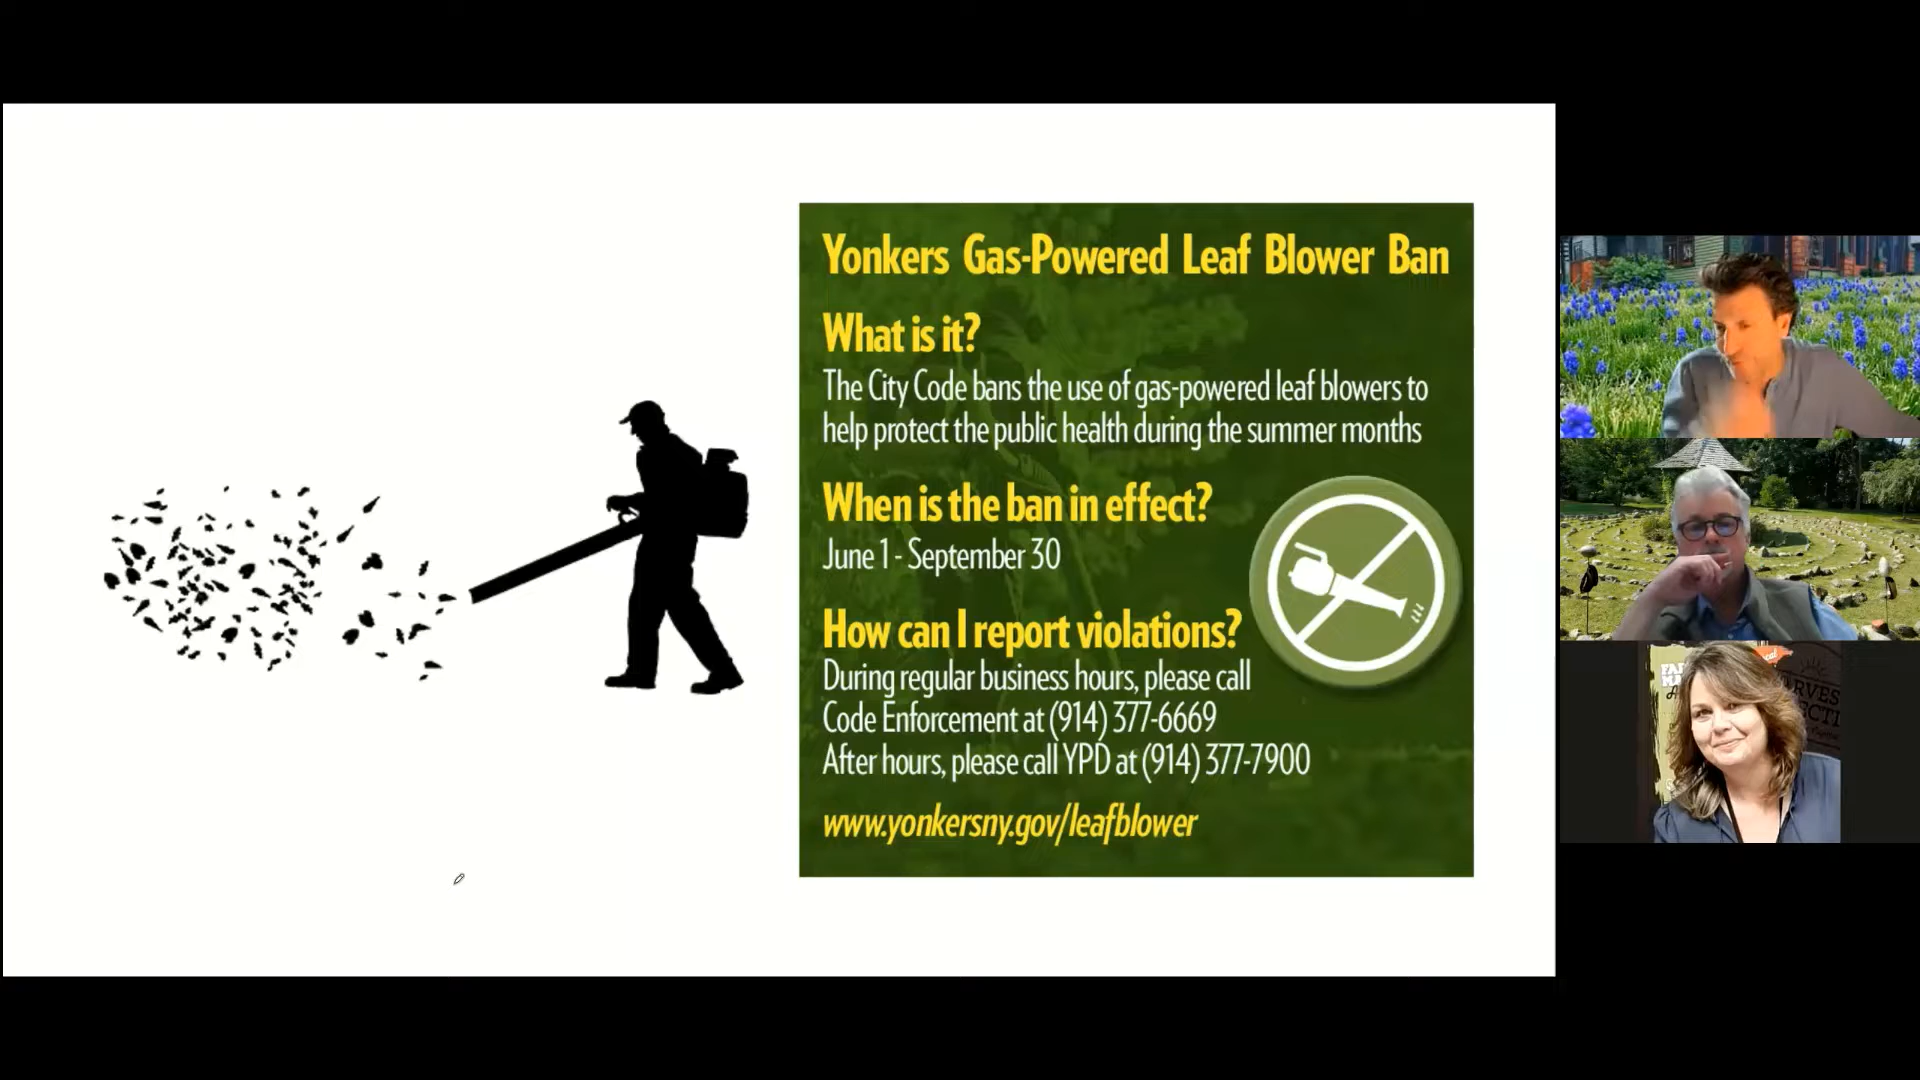 Yonkers Gas-Powered Leaf Blower Ban
What is it?
The City Code bans the use of gas-powered leaf blowers to
help protect the public health during the summer months
When is the ban in effect?
June 1 - September 30
How can I report violations?
During regular business hours, please call
Code Enforcement at (914) 377-6669
After hours, please call YPD at (914) 377-7900
www.yonkersny.gov/leafblower